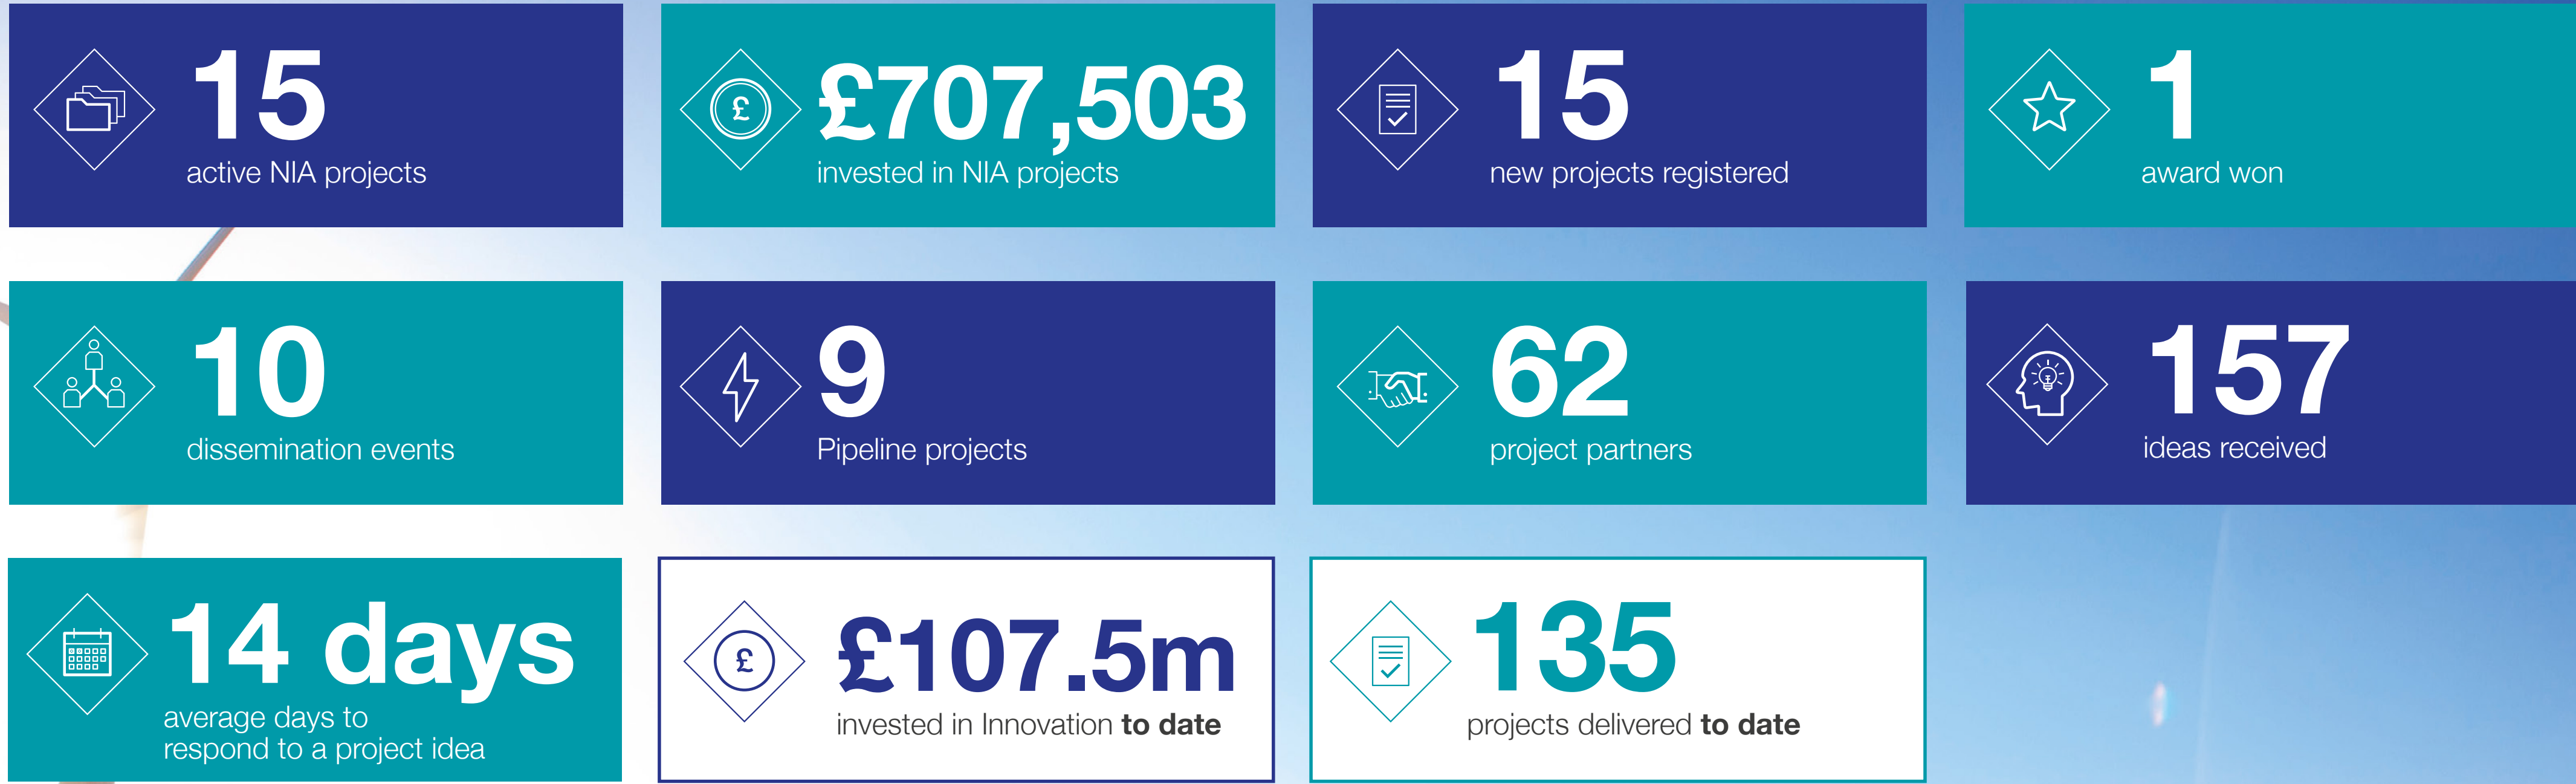 15
active NIA projects
£
£707,503
invested in NIA projects
15
new projects registered
1
award won
10
dissemination events
9
Pipeline projects
62
project partners
157
ideas received
14 days
average days to
respond to a project idea
£
£107.5m
invested in Innovation to date
135
projects delivered to date